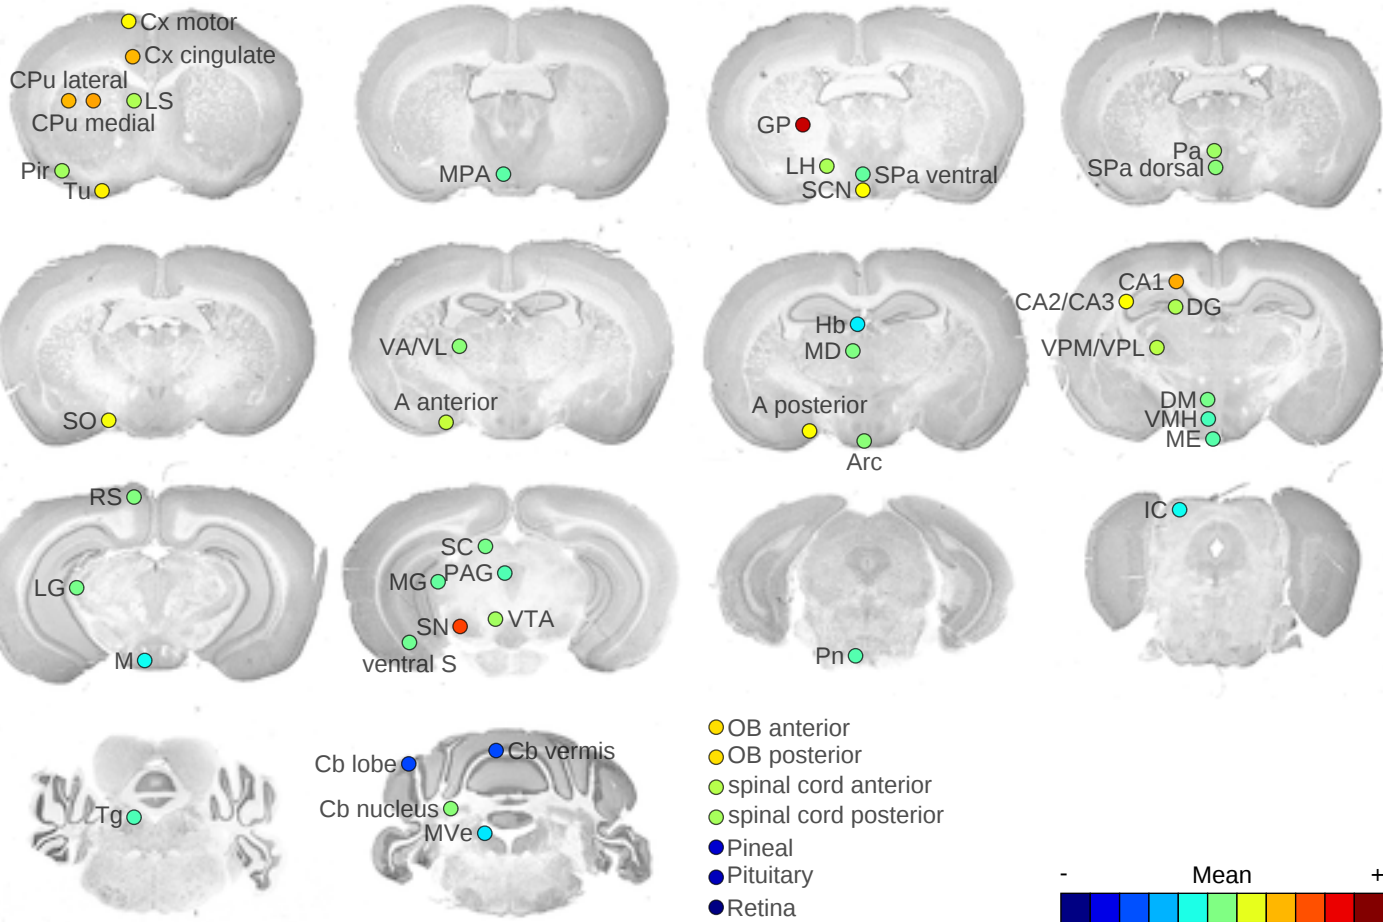 Cx motor
Cx cingulate
CPu lateral
LS
CPu medial
Pir
Tu
MPA
GP
LH
SPa ventral
SCN
Pa
SPa dorsal
SO
VA/VL
A anterior
Hb
MD
A posterior
Arc
CA1
CA2/CA3
DG
VPM/VPL
DM
VMH
ME
RS
LG
M
SC
MG
PAG
SN
VTA
ventral S
Pn
IC
Tg
Cb lobe
Cb vermis
Cb nucleus
MVe
OB anterior
OB posterior
spinal cord anterior
spinal cord posterior
Pineal
Pituitary
Retina
- Mean +